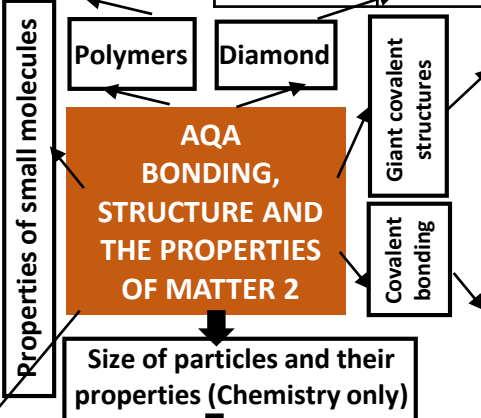 Properties of small molecules
Polymers
Diamond
Giant covalent
structures
AQA
BONDING,
STRUCTURE AND
THE PROPERTIES
OF MATTER 2
Covalent
bonding
Size of particles and their
properties (Chemistry only)